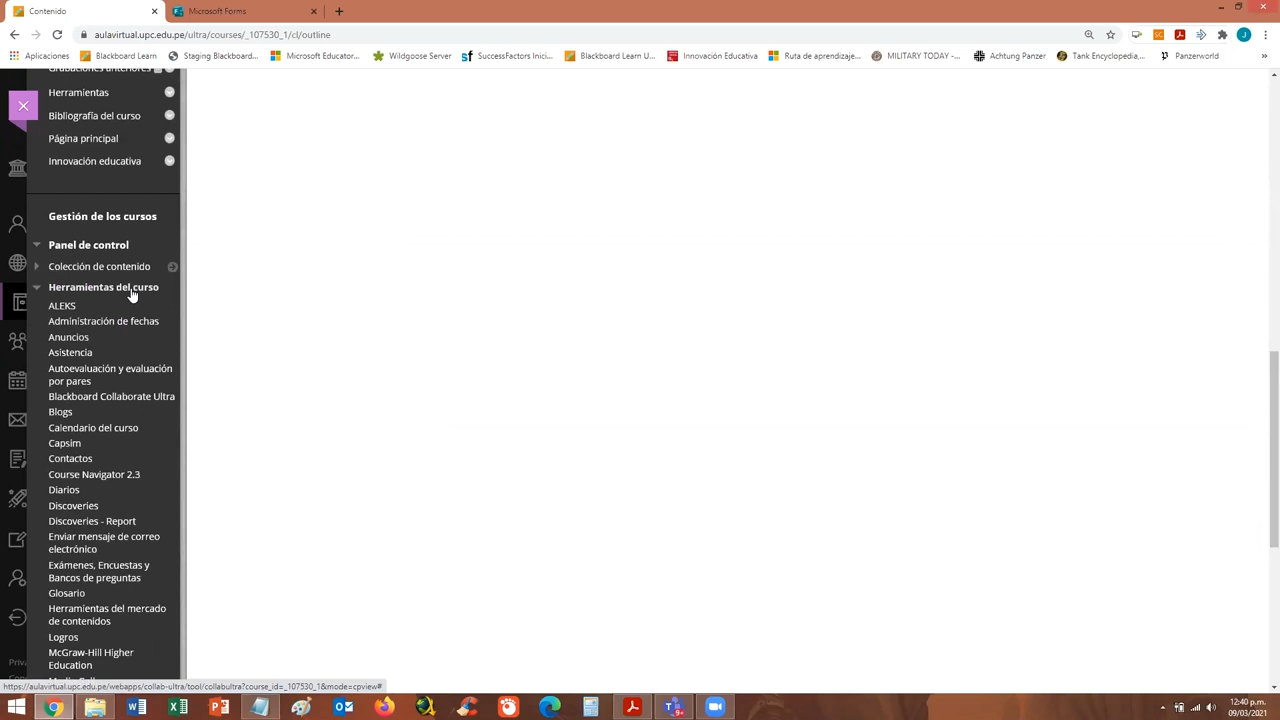 Contenido
Microsoft Forms
aulavirtual.upc.edu.pe/ultra/courses/_107530_1/cl/outline
J
Aplicaciones
Blackboard Learn
Staging Blackboard...
Microsoft Educator...
Wildgoose Server
SuccessFactors Inici...
Blackboard Learn U...
Innovación Educativa
Ruta de aprendizaje...
MILITARY TODAY -...
Achtung Panzer
Tank Encyclopedia,...
Panzerworld
»
Grabaciones anteriores
Herramientas
Bibliografía del curso
Página principal
Innovación educativa
Gestión de los cursos
Panel de control
Colección de contenido
Herramientas del curso
ALEKS
Administración de fechas
Anuncios
Asistencia
Autoevaluación y evaluación
por pares
Blackboard Collaborate Ultra
Blogs
Calendario del curso
Capsim
Contactos
Course Navigator 2.3
Diarios
Discoveries
Discoveries - Report
Enviar mensaje de correo
electrónico
Exámenes, Encuestas y
Bancos de preguntas
Glosario
Herramientas del mercado
de contenidos
Logros
McGraw-Hill Higher
Education
https://aulavirtual.upc.edu.pe/webapps/collab-ultra/tool/collabultra?course_id=_107530_1&mode=cpview#
12:40 p.m.
09/03/2021